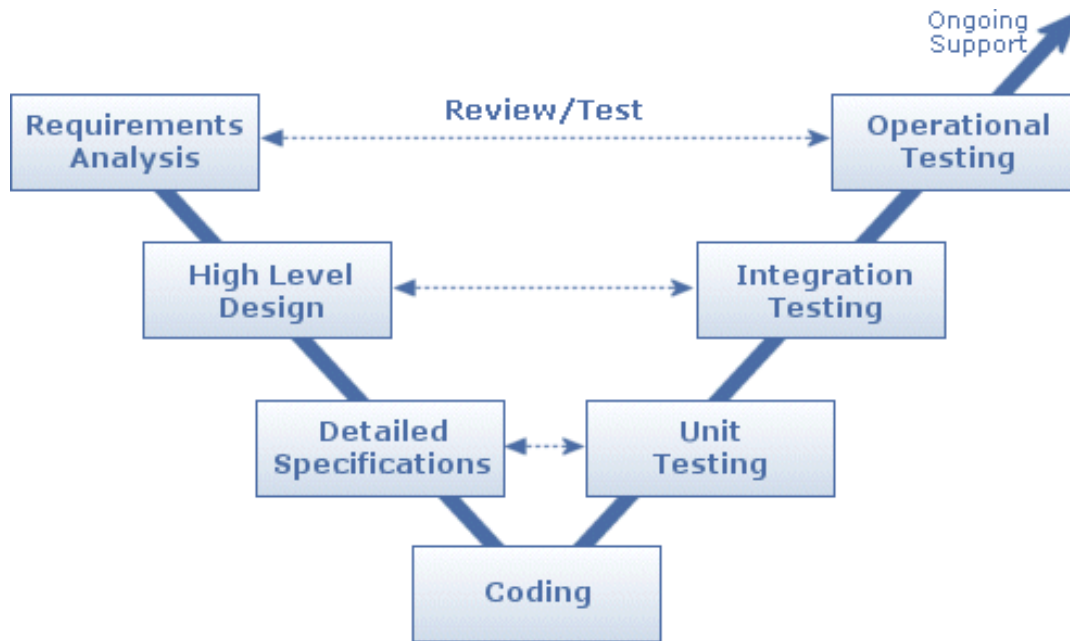 Ongoing
Support
Requirements
Analysis
Review/Test
Operational
Testing
High Level
Design
Integration
Testing
Detailed
Specifications
Unit
Testing
Coding